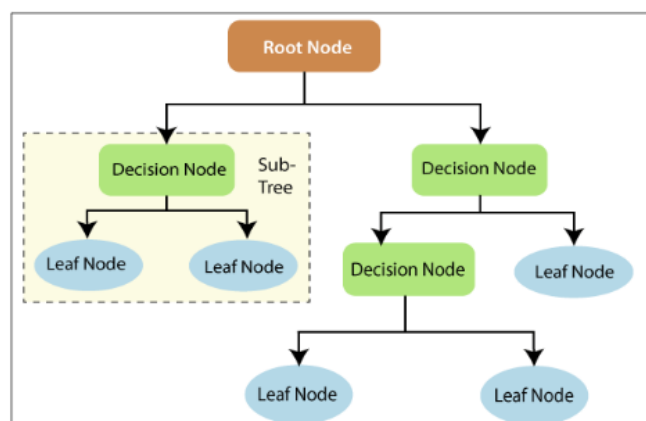 Root Node
Decision Node
Sub-
Tree
Decision Node
Leaf Node
Leaf Node
Decision Node
Leaf Node
Leaf Node
Leaf Node